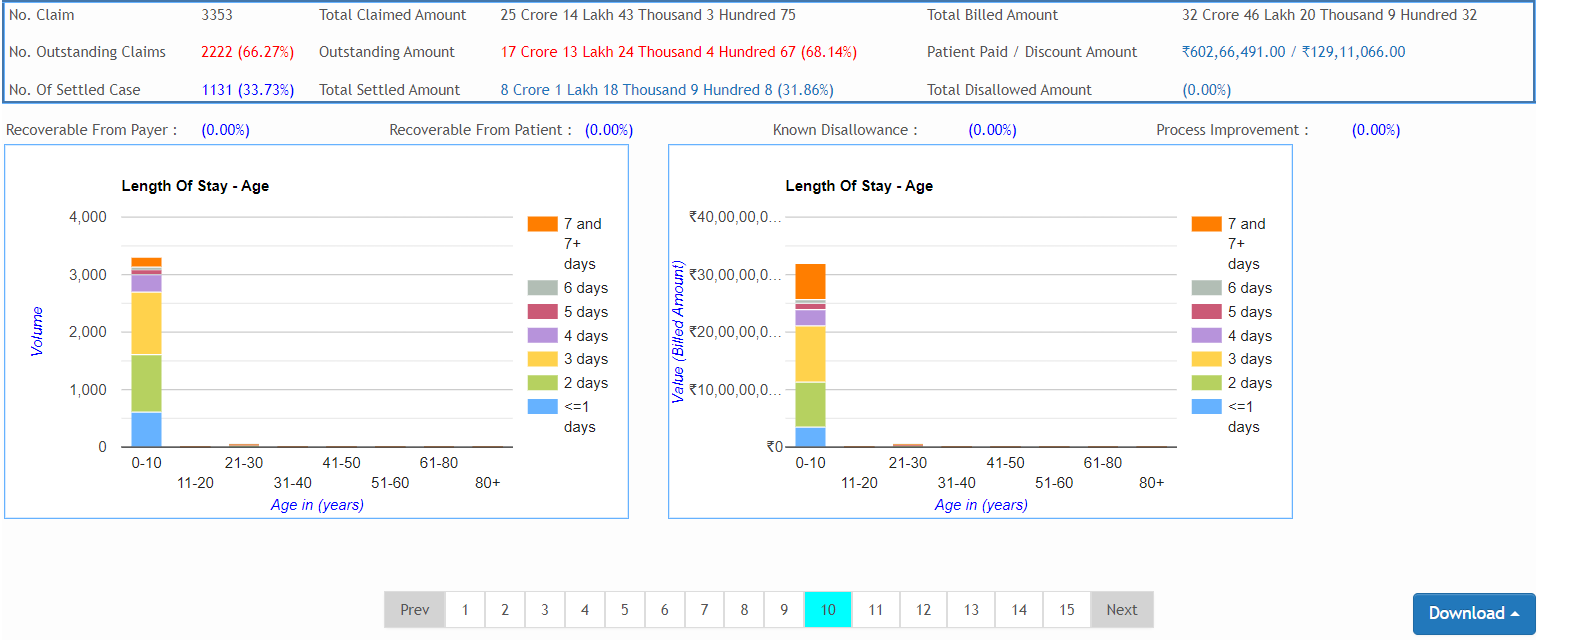 No. Claim 3353 Total Claimed Amount 25 Crore 14 Lakh 43 Thousand 3 Hundred 75 Total Billed Amount 32 Crore 46 Lakh 20 Thousand 9 Hundred 32
No. Outstanding Claims 2222 (66.27%) Outstanding Amount 17 Crore 13 Lakh 24 Thousand 4 Hundred 67 (68.14%) Patient Paid / Discount Amount ₹602,66,491.00 / ₹129,11,066.00
No. Of Settled Case 1131 (33.73%) Total Settled Amount 8 Crore 1 Lakh 18 Thousand 9 Hundred 8 (31.86%) Total Disallowed Amount (0.00%)
Recoverable From Payer : (0.00%) Recoverable From Patient : (0.00%) Known Disallowance : (0.00%) Process Improvement : (0.00%)
Length Of Stay - Age
4,000
3,000
2,000
1,000
0
Volume
0-10 21-30 41-50 61-80
11-20 31-40 51-60 80+
Age in (years)
7 and
7+
days
6 days
5 days
4 days
3 days
2 days
<=1
days
Length Of Stay - Age
₹40,00,00,0...
₹30,00,00,0...
₹20,00,00,0...
₹10,00,00,0...
₹0
Value (Billed Amount)
0-10 21-30 41-50 61-80
11-20 31-40 51-60 80+
Age in (years)
7 and
7+
days
6 days
5 days
4 days
3 days
2 days
<=1
days
Prev 1 2 3 4 5 6 7 8 9 10 11 12 13 14 15 Next
Download